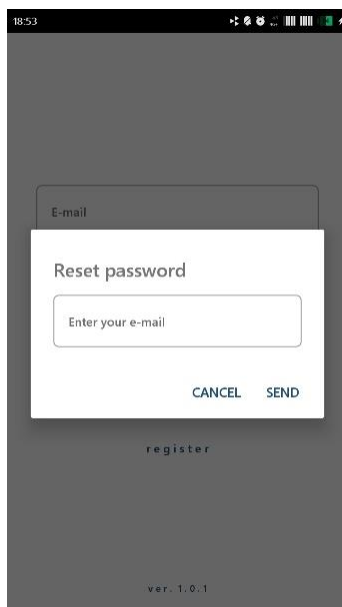 18:53
E-mail
Reset password
Enter your e-mail
CANCEL SEND
register
ver. 1.0.1